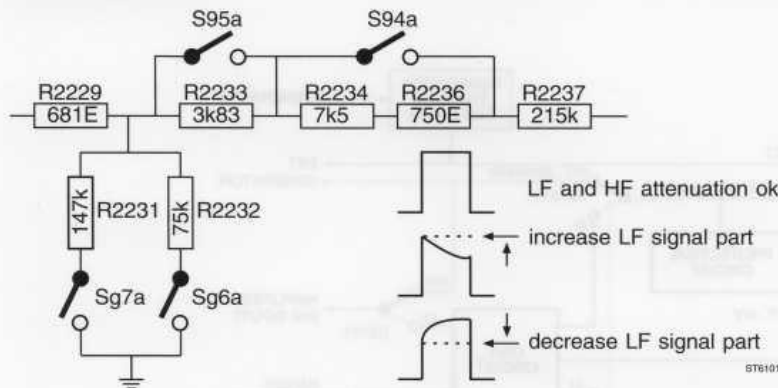 S95a
S94a
R2229
R2233
R2234
R2236
R2237
681E
3k83
7k5
750E
215k
147k
R2231
75k
R2232
Sg7a
Sg6a
LF and HF attenuation ok
increase LF signal part
decrease LF signal part
ST6101